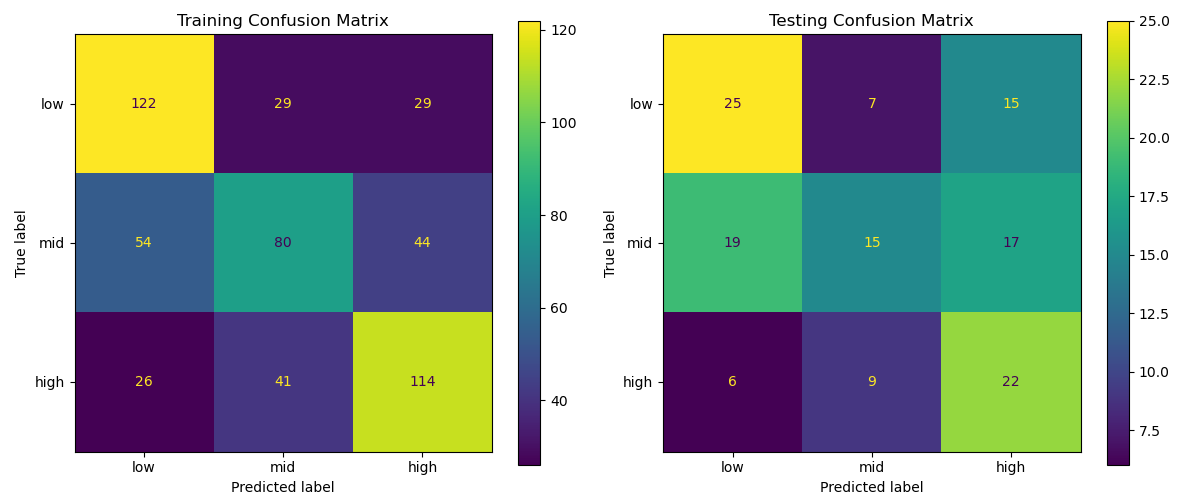 Training Confusion Matrix
True label
low
mid
high
122 29 29
54 80 44
26 41 114
low mid high
Predicted label
120
100
80
60
40
Testing Confusion Matrix
True label
low
mid
high
25 7 15
19 15 17
6 9 22
low mid high
Predicted label
25.0
22.5
20.0
17.5
15.0
12.5
10.0
7.5